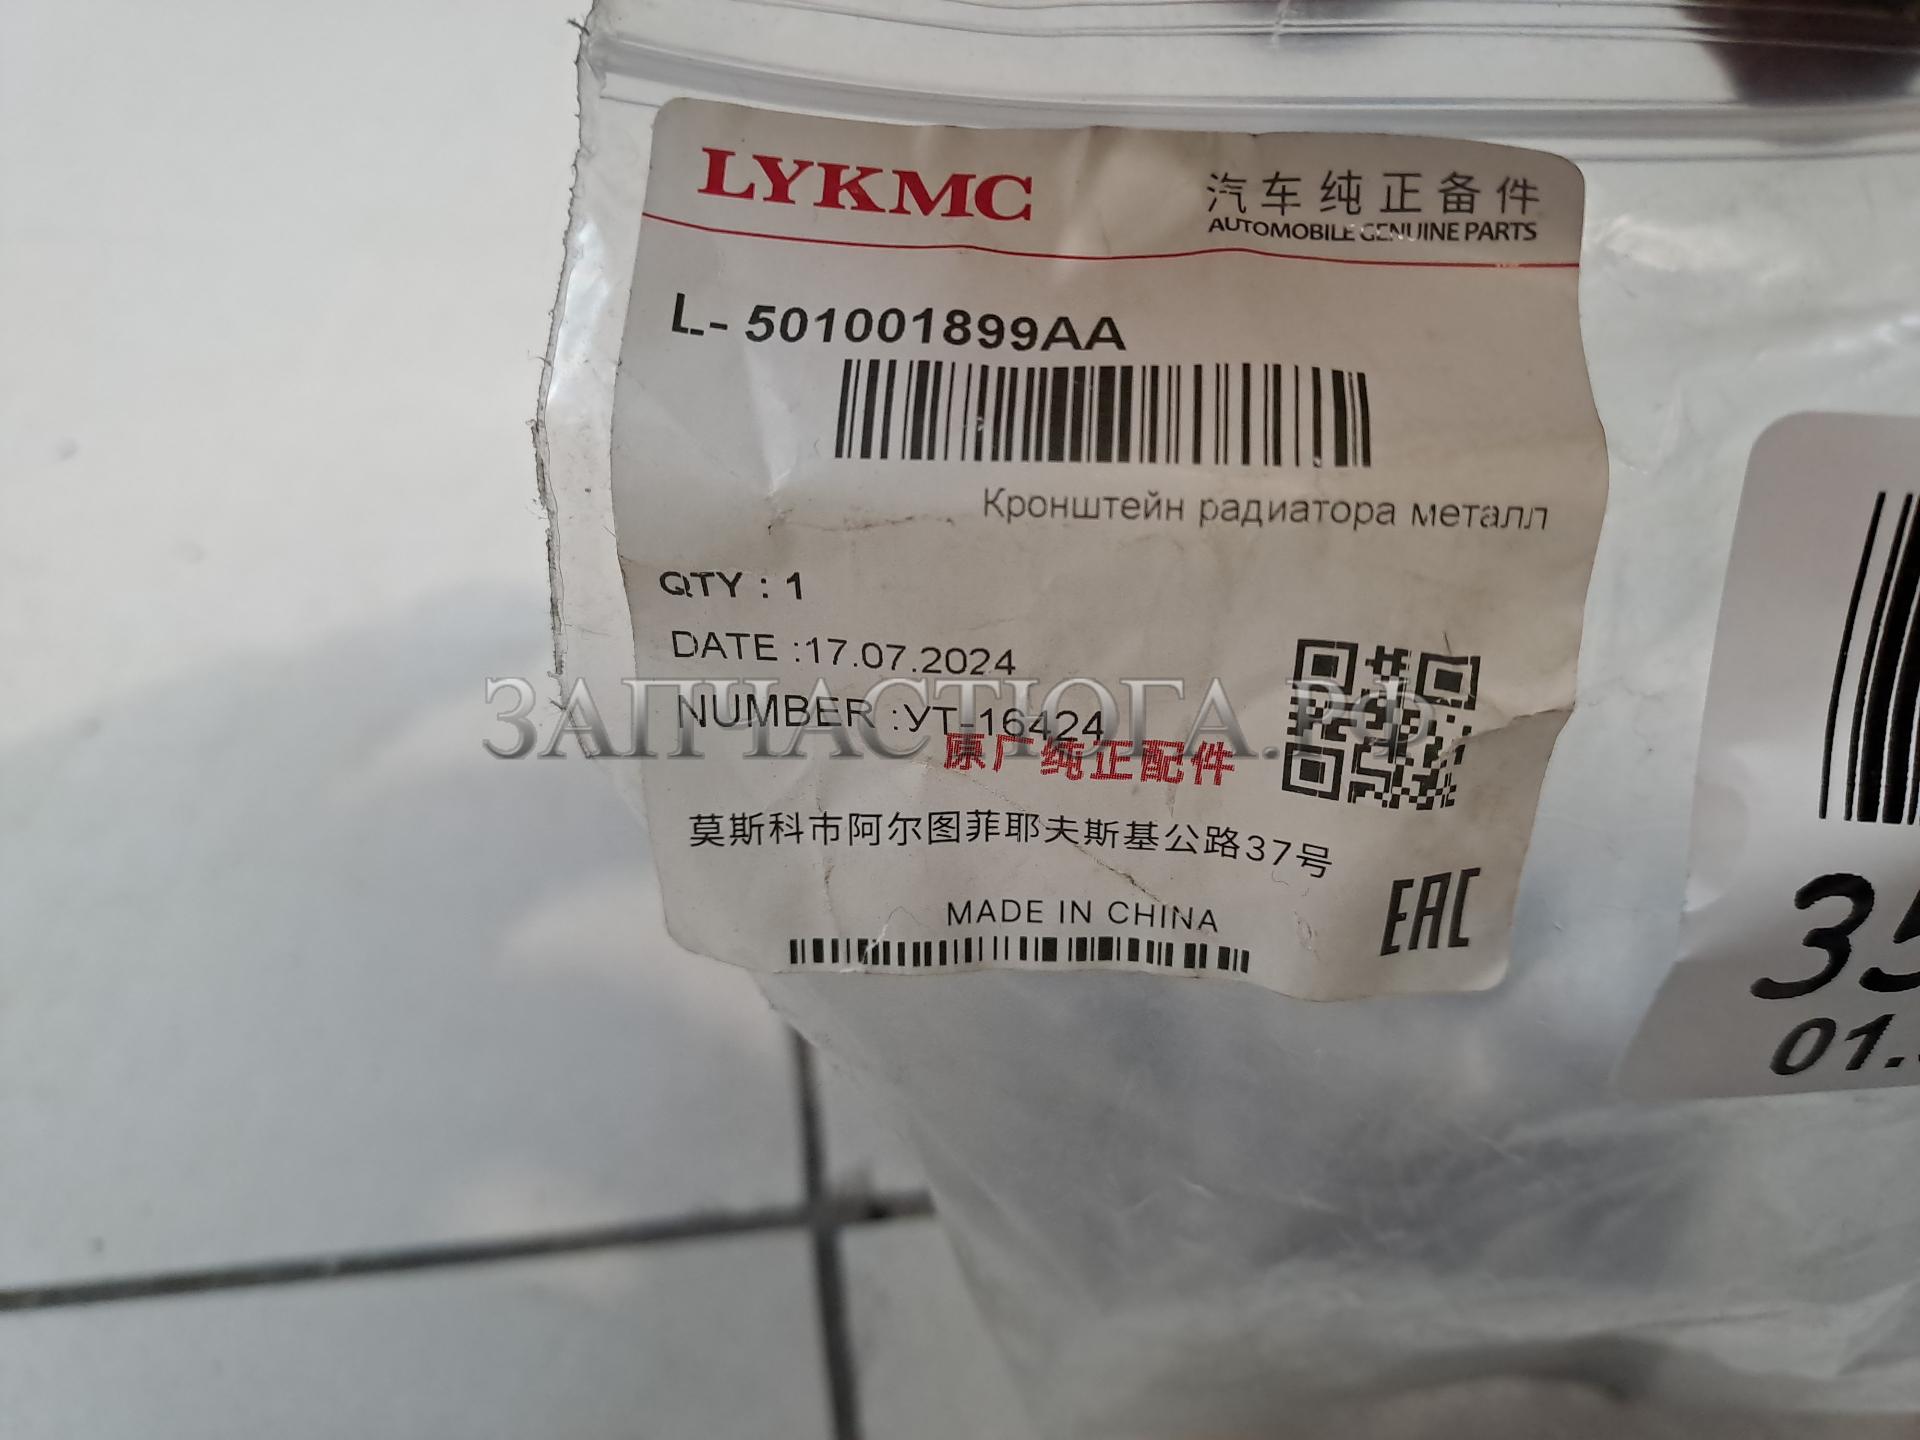 LYKMC
汽车纯正备件
AUTOMOBILE GENUINE PARTS
L-501001899AA
Кронштейн радиатора металл
QTY : 1
DATE :17.07.2024
NUMBER :УТ-16424
ЗАПЧАСТЮГА.РФ
原厂纯正配件
莫斯科市阿尔图菲耶夫斯基公路37号
EAC
MADE IN CHINA
35
01.